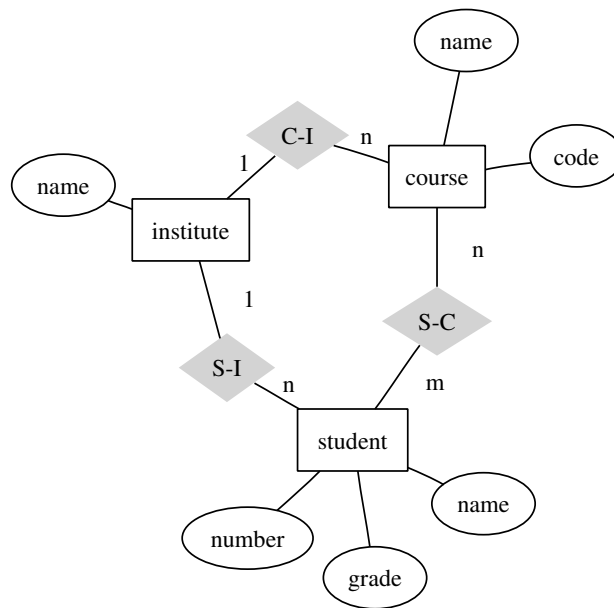 name
C-I
n
1
course
code
name
institute
n
1
S-C
S-I
n
m
student
name
number
grade